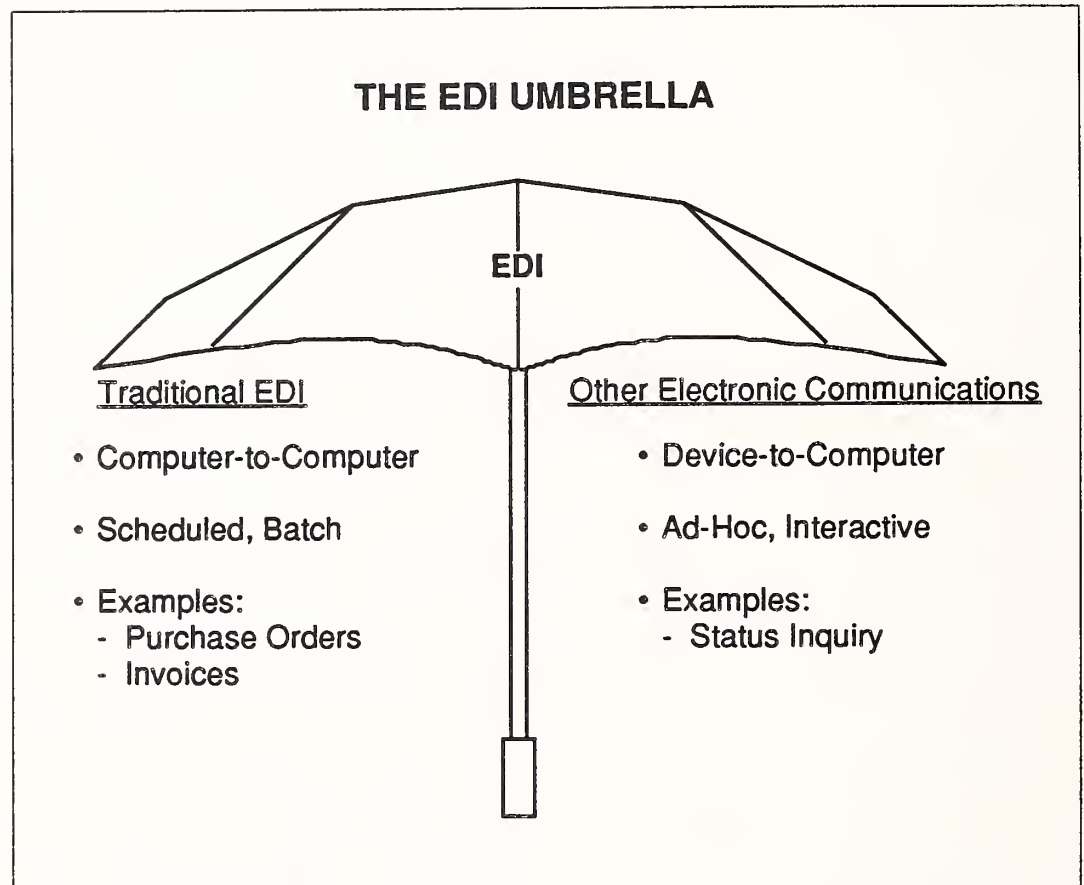 THE EDI UMBRELLA
EDI
Traditional EDI
• Computer-to-Computer
• Scheduled, Batch
• Examples:
- Purchase Orders
- Invoices
Other Electronic Communications
• Device-to-Computer
• Ad-Hoc, Interactive
• Examples:
- Status Inquiry